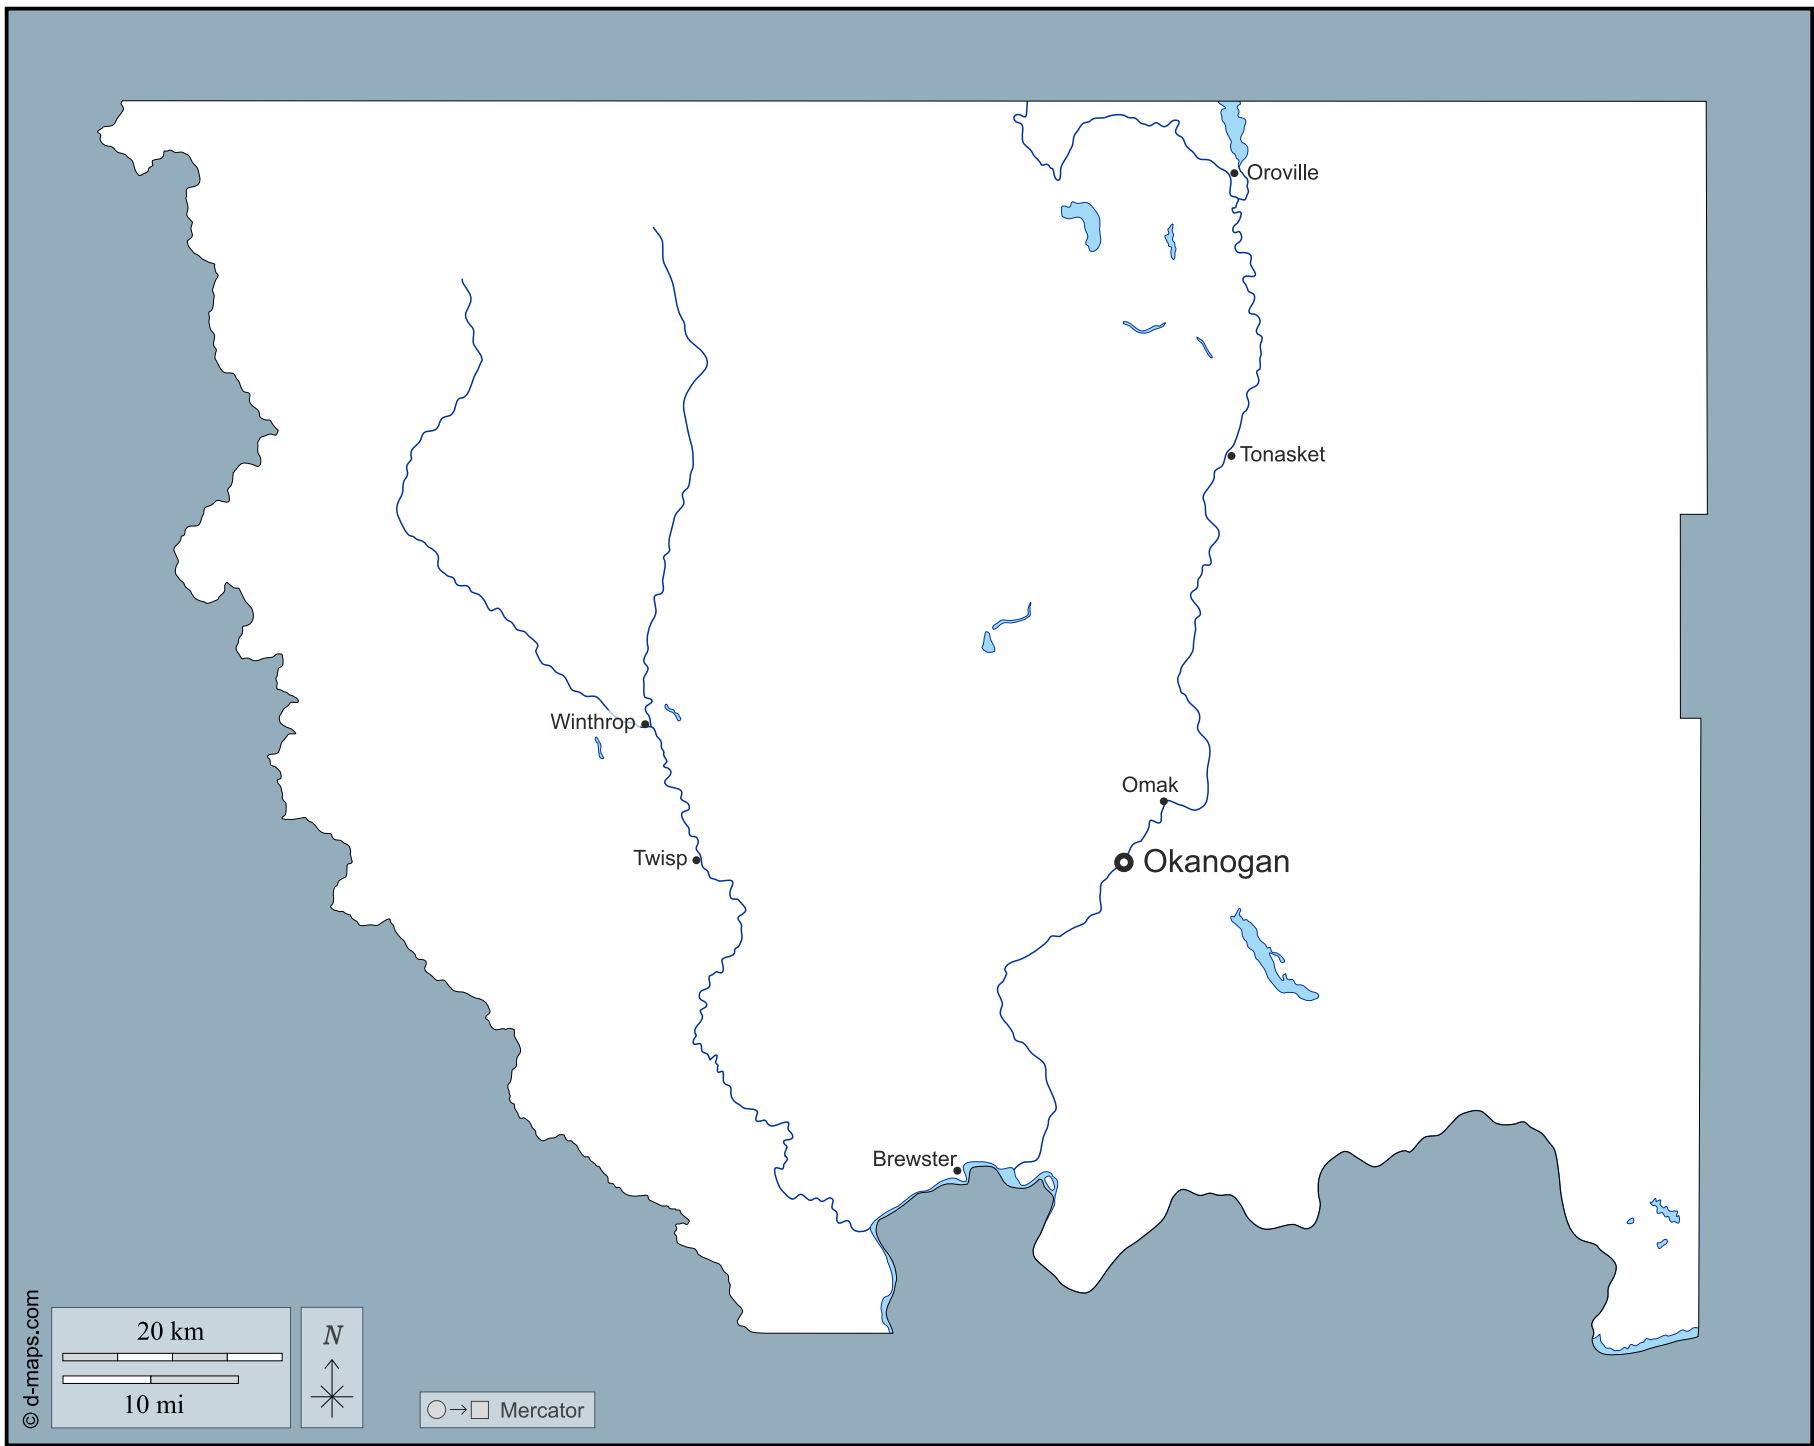 Oroville
Tonasket
Winthrop
Omak
Twisp
Okanogan
Brewster
20 km
10 mi
N
Mercator
© d-maps.com